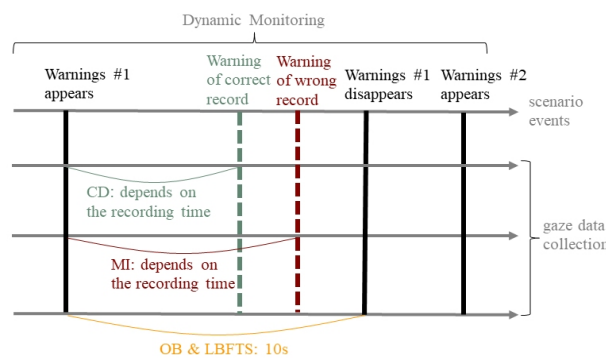 Dynamic Monitoring
Warnings #1
appears
Warning
of correct
record
Warning
of wrong
record
Warnings #1
disappears
Warnings #2
appears
scenario
events
CD: depends on
the recording time
MI: depends on
the recording time
gaze data
collection
OB & LBFTS: 10s